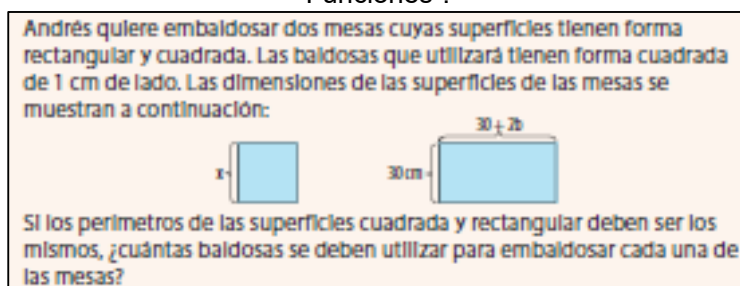 Funciones".
Andrés quiere embaldosar dos mesas cuyas superficies tienen forma
rectangular y cuadrada. Las baldosas que utilizará tienen forma cuadrada
de 1 cm de lado. Las dimensiones de las superficies de las mesas se
muestran a continuación:
30 + 2b
x
30 cm
Si los perímetros de las superficies cuadrada y rectangular deben ser los
mismos, ¿cuántas baldosas se deben utilizar para embaldosar cada una de
las mesas?